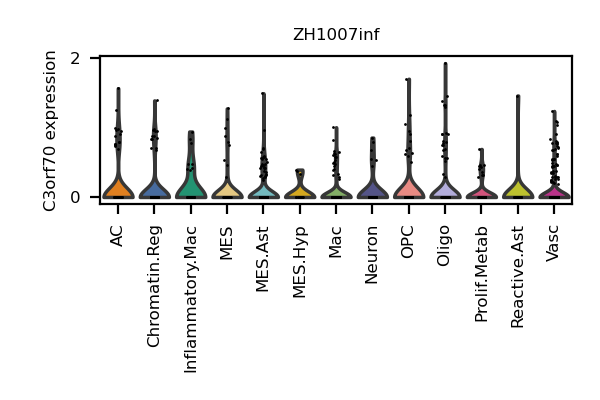 ZH1007inf
C3orf70 expression
2
0
AC
Chromatin.Reg
Inflammatory.Mac
MES
MES.Ast
MES.Hyp
Mac
Neuron
OPC
Oligo
Prolif.Metab
Reactive.Ast
Vasc